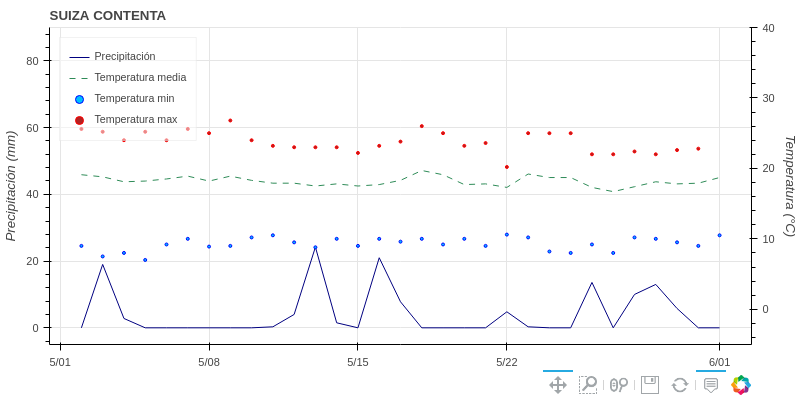 SUIZA CONTENTA
Precipitación
Temperatura media
Temperatura min
Temperatura max
Precipitación (mm)
80
60
40
20
0
Temperatura (°C)
40
30
20
10
0
5/01
5/08
5/15
5/22
6/01